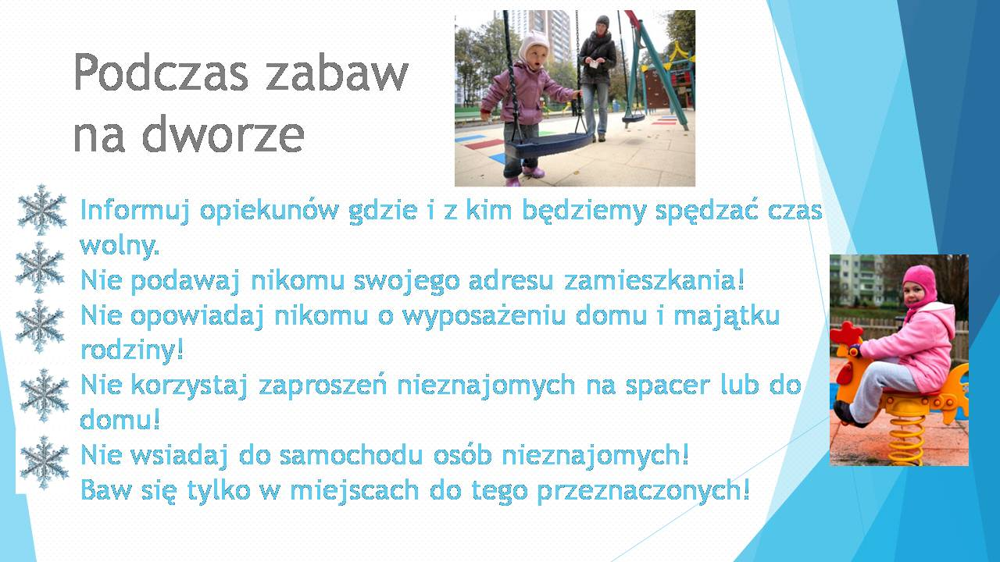 Podczas zabaw
na dworze
Informuj opiekunów gdzie i z kim będziemy spędzać czas
wolny.
Nie podawaj nikomu swojego adresu zamieszkania!
Nie opowiadaj nikomu o wyposażeniu domu i majątku
rodziny!
Nie korzystaj zaproszeń nieznajomych na spacer lub do
domu!
Nie wsiadaj do samochodu osób nieznajomych!
Baw się tylko w miejscach do tego przeznaczonych!